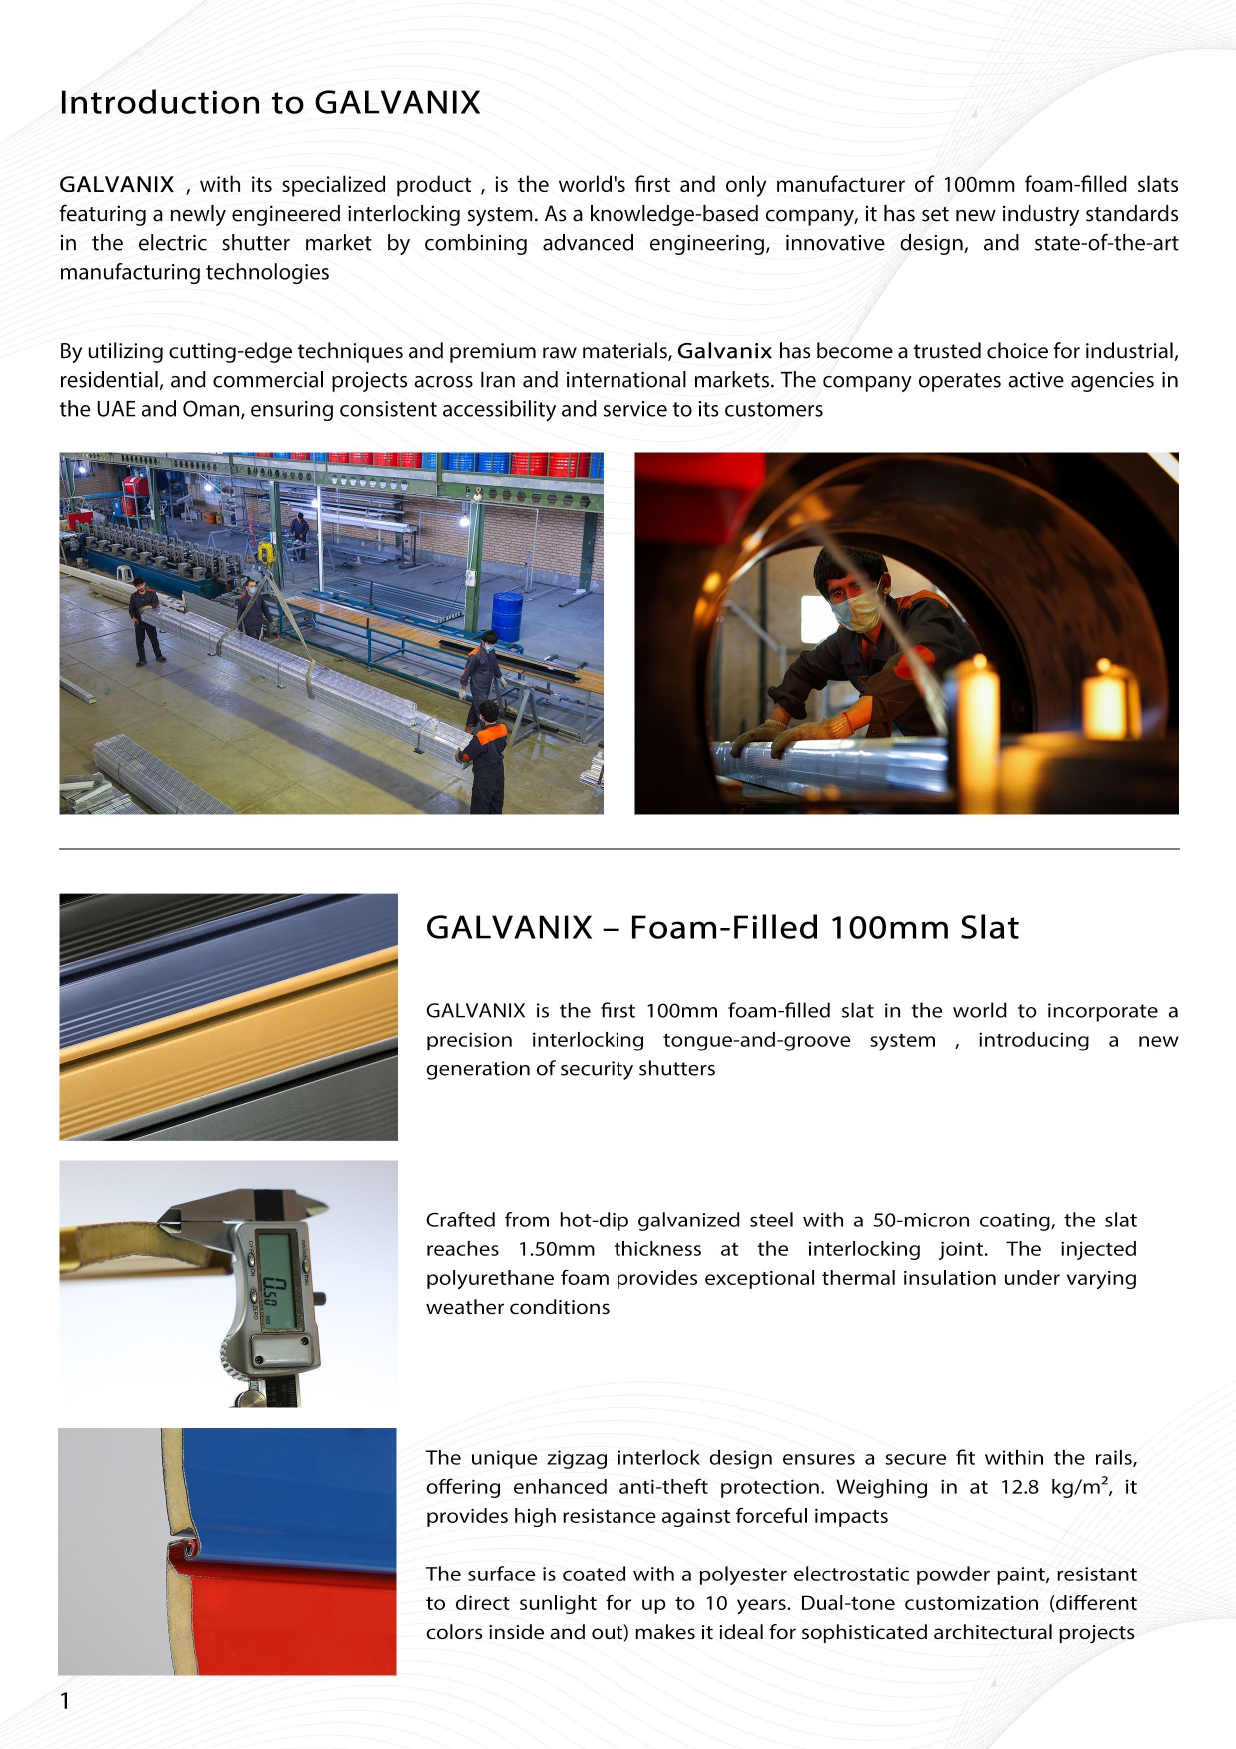 Introduction to GALVANIX
GALVANIX , with its specialized product , is the world's first and only manufacturer of 100mm foam-filled slats
featuring a newly engineered interlocking system. As a knowledge-based company, it has set new industry standards
in the electric shutter market by combining advanced engineering, innovative design, and state-of-the-art
manufacturing technologies
By utilizing cutting-edge techniques and premium raw materials, Galvanix has become a trusted choice for industrial,
residential, and commercial projects across Iran and international markets. The company operates active agencies in
the UAE and Oman, ensuring consistent accessibility and service to its customers
GALVANIX – Foam-Filled 100mm Slat
GALVANIX is the first 100mm foam-filled slat in the world to incorporate a
precision interlocking tongue-and-groove system , introducing a new
generation of security shutters
0.50
mm
ZERO
Crafted from hot-dip galvanized steel with a 50-micron coating, the slat
reaches 1.50mm thickness at the interlocking joint. The injected
polyurethane foam provides exceptional thermal insulation under varying
weather conditions
The unique zigzag interlock design ensures a secure fit within the rails,
offering enhanced anti-theft protection. Weighing in at 12.8 kg/m², it
provides high resistance against forceful impacts
The surface is coated with a polyester electrostatic powder paint, resistant
to direct sunlight for up to 10 years. Dual-tone customization (different
colors inside and out) makes it ideal for sophisticated architectural projects
1